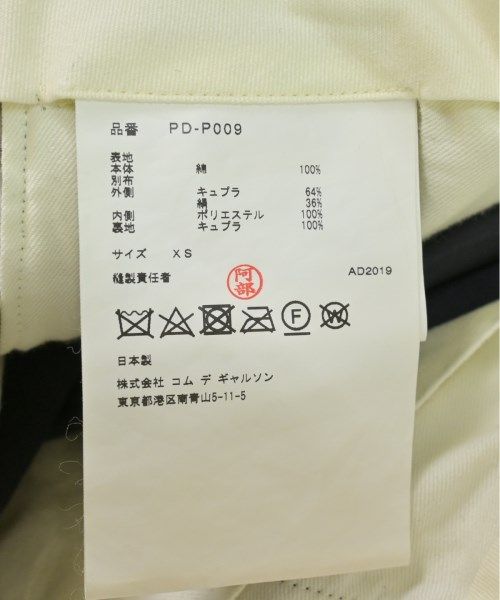 品番 PD-P009
表地
本体 綿 100%
別布
外側 キュプラ 64%
絹 36%
内側 ポリエステル 100%
裏地 キュプラ 100%
サイズ XS
縫製責任者 阿部 AD2019
F W
日本製
株式会社 コム デ ギャルソン
東京都港区南青山5-11-5